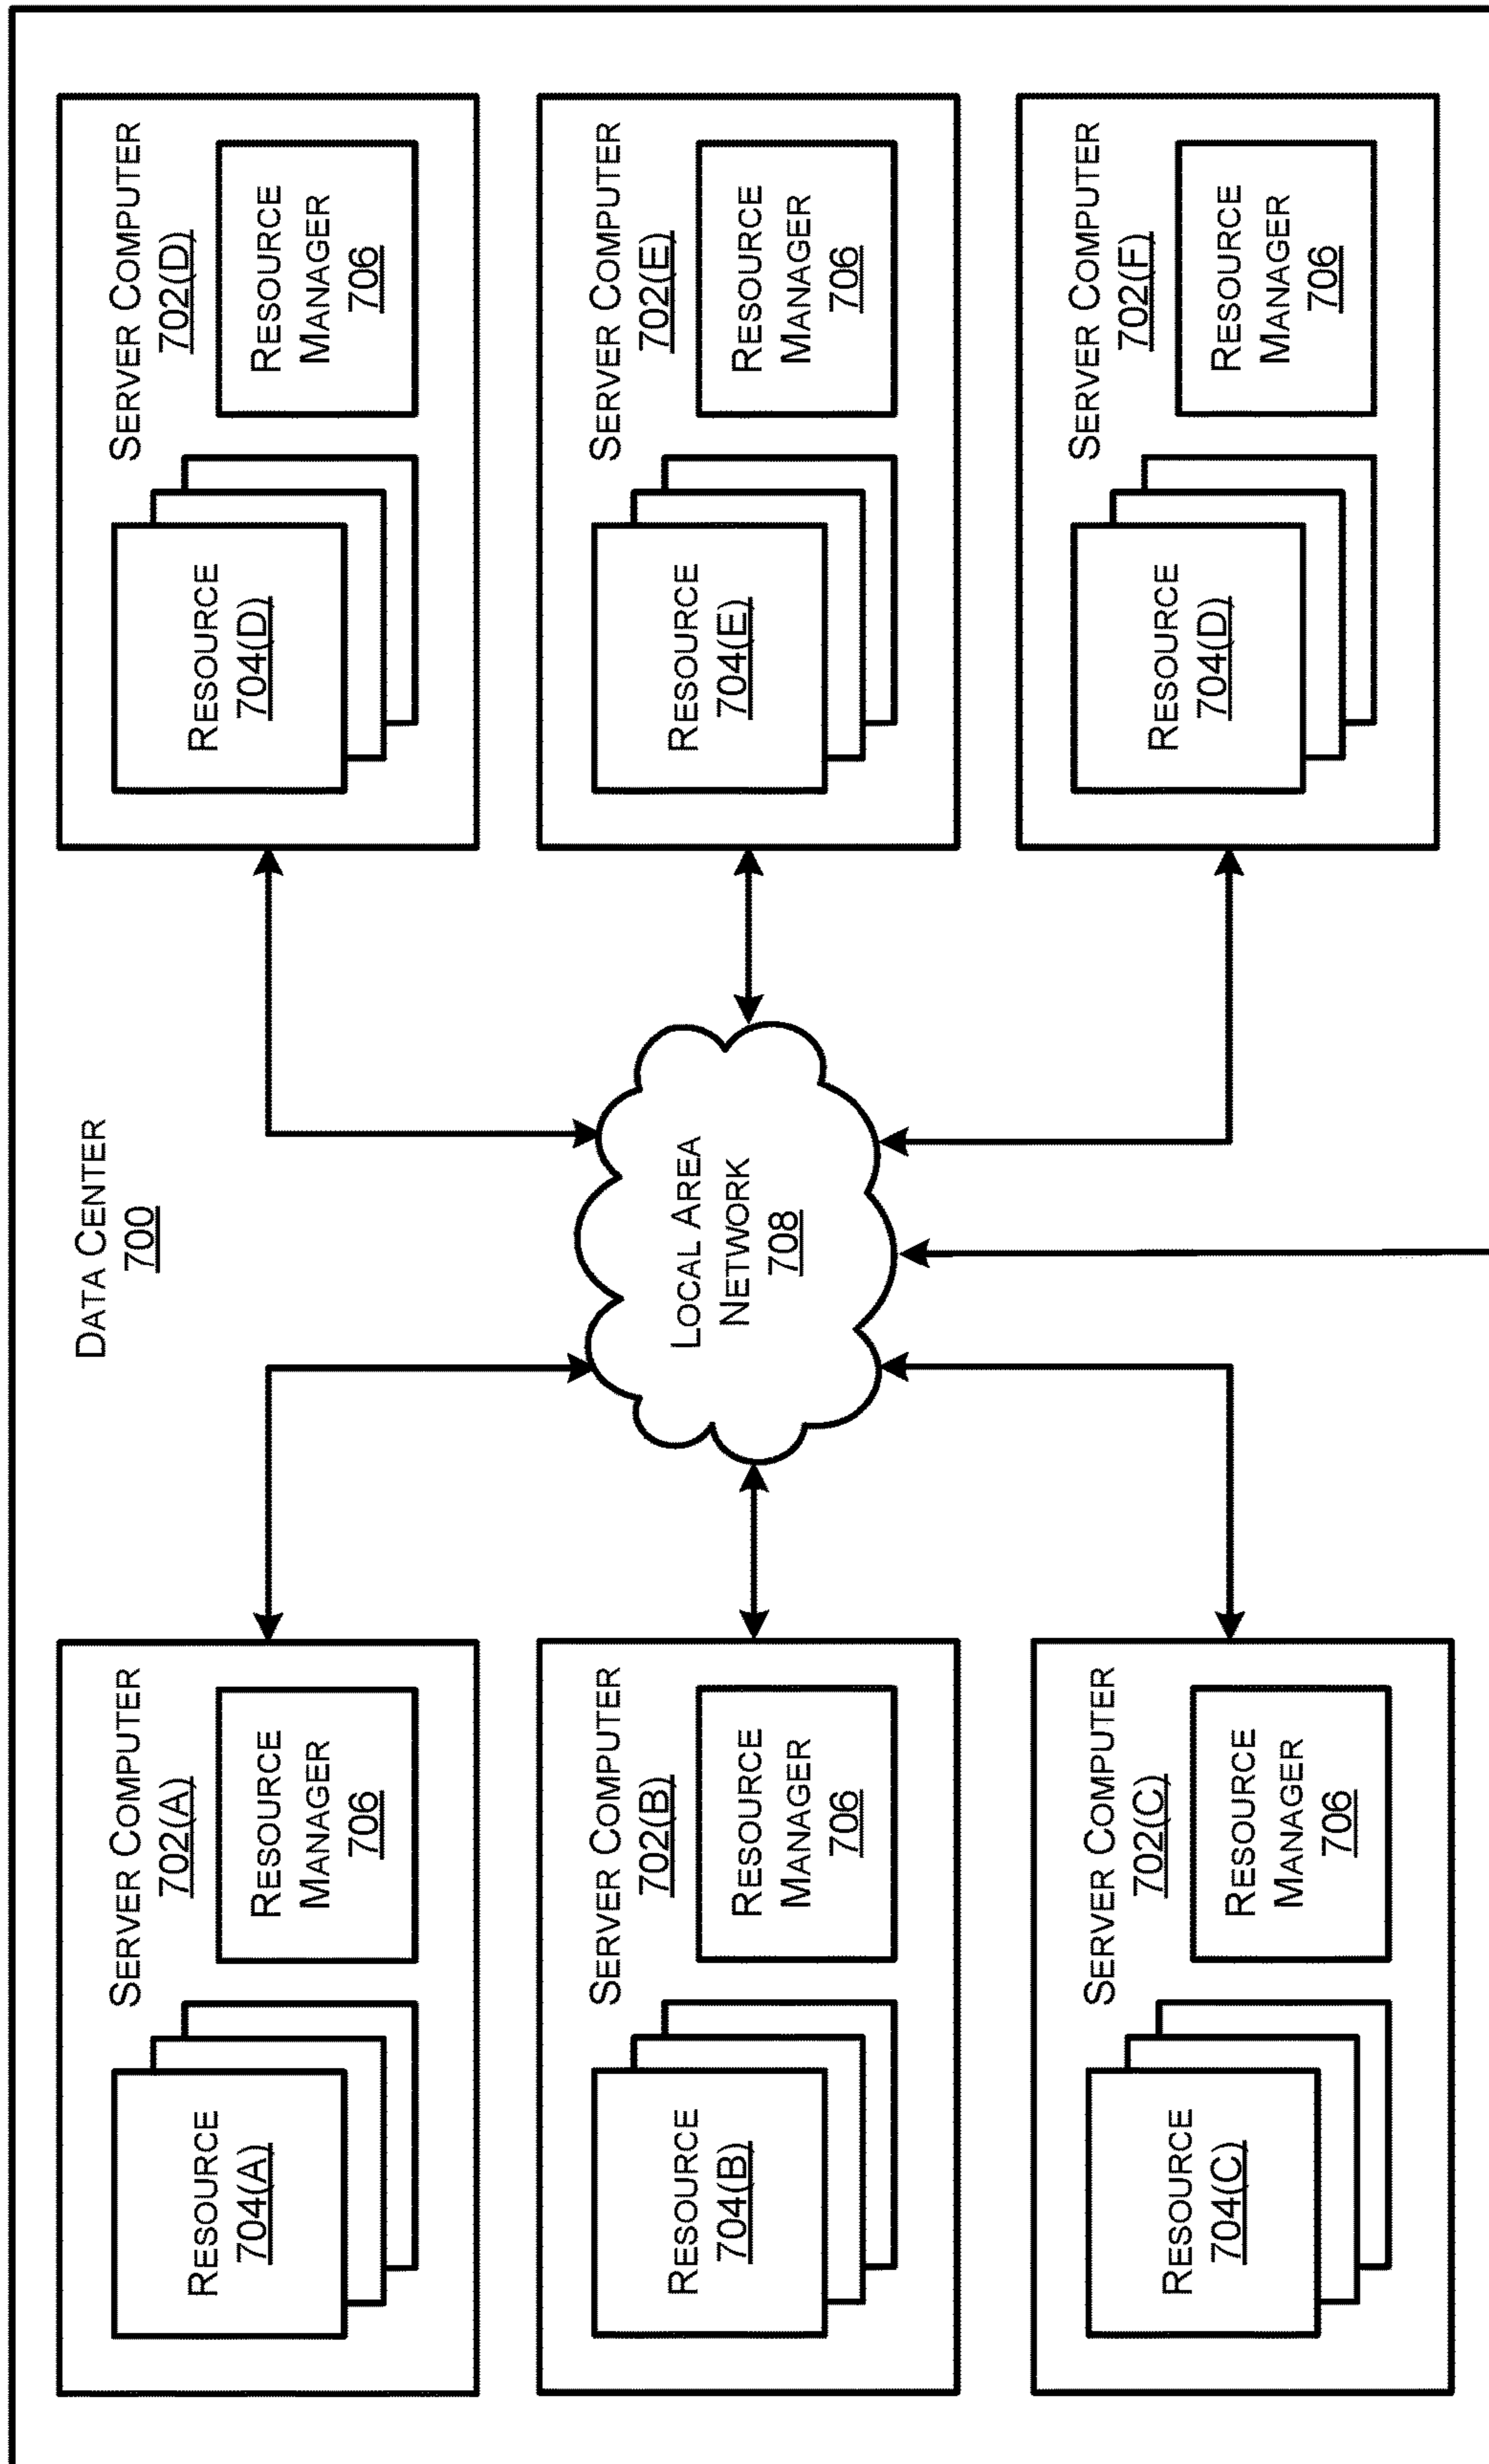 DATA CENTER
700
SERVER COMPUTER
702(A)
RESOURCE
704(A)
RESOURCE
MANAGER
706
SERVER COMPUTER
702(B)
RESOURCE
704(B)
RESOURCE
MANAGER
706
SERVER COMPUTER
702(C)
RESOURCE
704(C)
RESOURCE
MANAGER
706
LOCAL AREA
NETWORK
708
SERVER COMPUTER
702(D)
RESOURCE
704(D)
RESOURCE
MANAGER
706
SERVER COMPUTER
702(E)
RESOURCE
704(E)
RESOURCE
MANAGER
706
SERVER COMPUTER
702(F)
RESOURCE
704(D)
RESOURCE
MANAGER
706